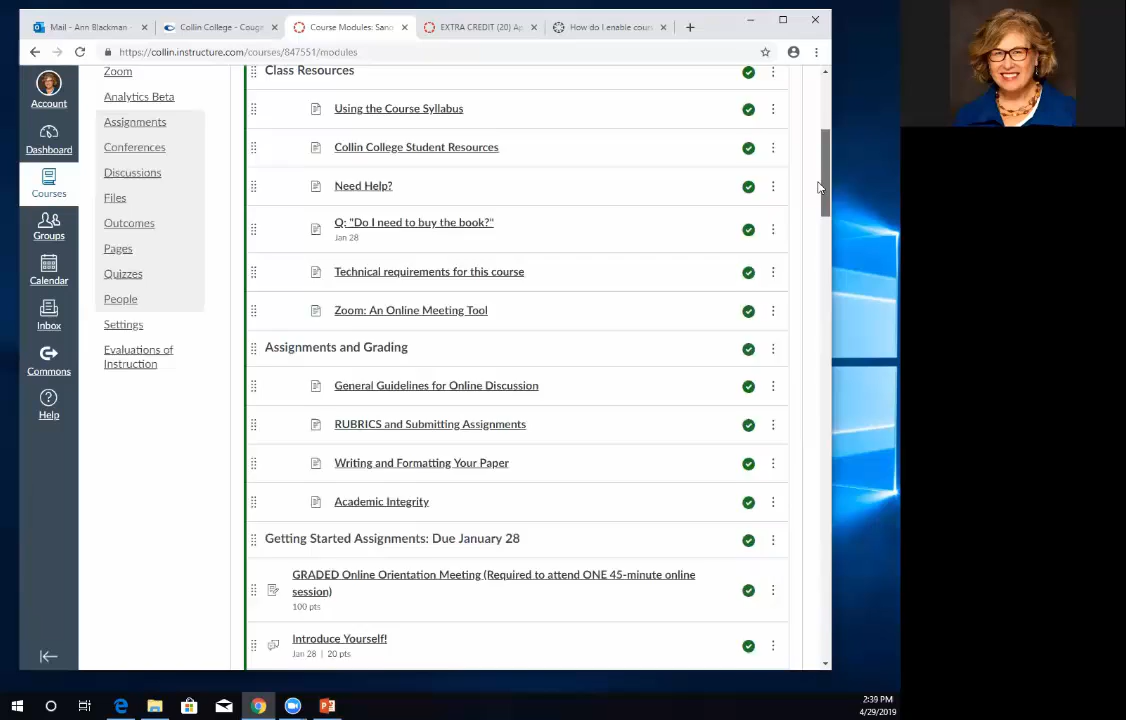 Mail - Ann Blackman -
Collin College - Coug
Course Modules: Sano
EXTRA CREDIT (20) Ap
How do I enable cour
https://collin.instructure.com/courses/847551/modules
Account
Dashboard
Courses
Groups
Calendar
Inbox
Commons
Help
Zoom
Analytics Beta
Assignments
Conferences
Discussions
Files
Outcomes
Pages
Quizzes
People
Settings
Evaluations of
Instruction
Class Resources
Using the Course Syllabus
Collin College Student Resources
Need Help?
Q: "Do I need to buy the book?"
Jan 28
Technical requirements for this course
Zoom: An Online Meeting Tool
Assignments and Grading
General Guidelines for Online Discussion
RUBRICS and Submitting Assignments
Writing and Formatting Your Paper
Academic Integrity
Getting Started Assignments: Due January 28
GRADED Online Orientation Meeting (Required to attend ONE 45-minute online
session)
100 pts
Introduce Yourself!
Jan 28 | 20 pts
2:39 PM
4/29/2019